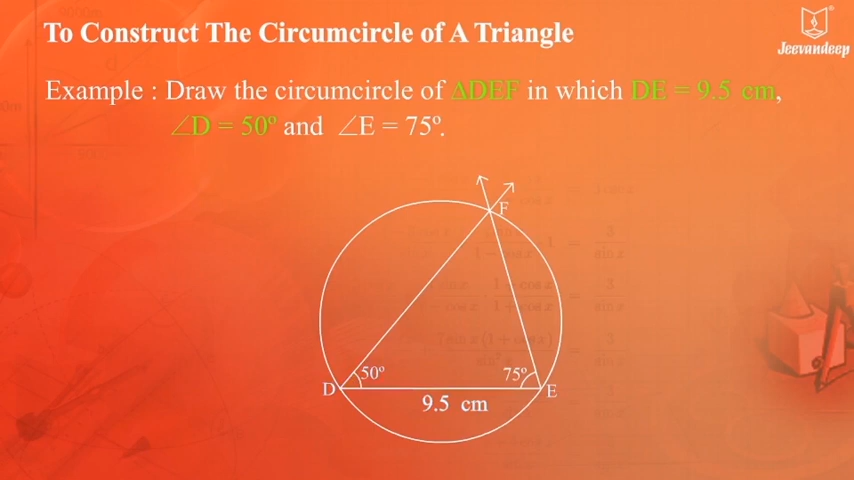 To Construct The Circumcircle of A Triangle
Jeevandeep
Example : Draw the circumcircle of ΔDEF in which DE = 9.5 cm,
∠D = 50º and ∠E = 75º.
F
50º
75º
D
E
9.5 cm